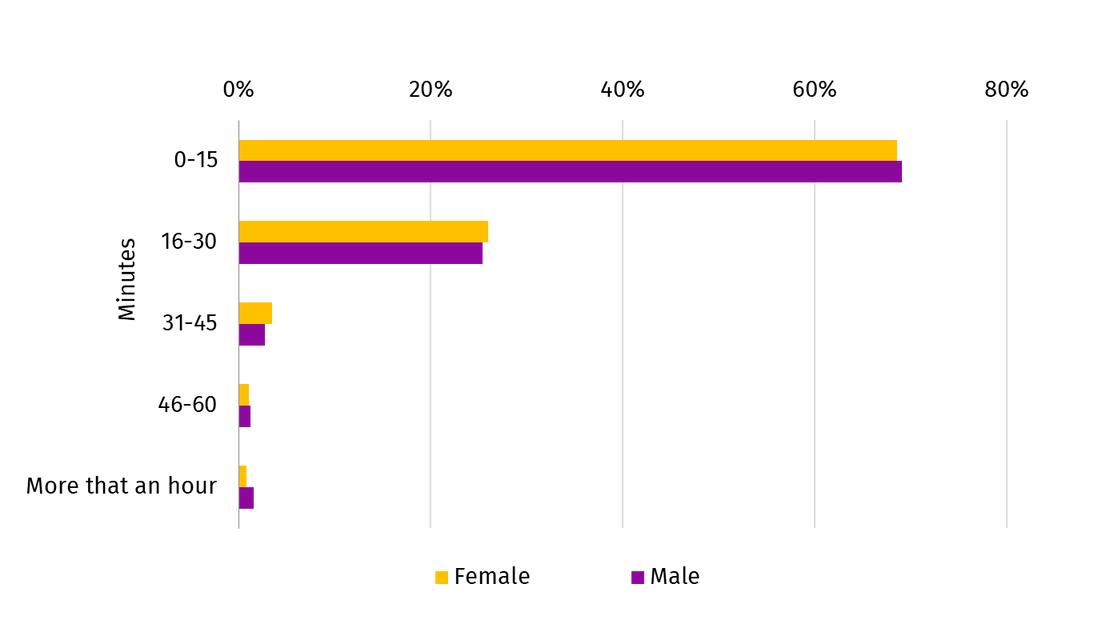 0% 20% 40% 60% 80%
Minutes
0-15
16-30
31-45
46-60
More that an hour
Female Male